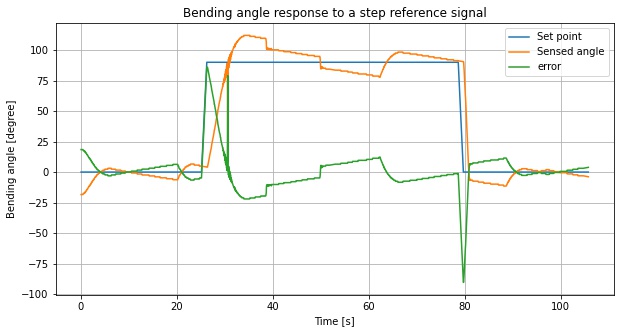 Bending angle response to a step reference signal
Set point
Sensed angle
error
100
75
50
25
0
−25
−50
−75
−100
Bending angle [degree]
0 20 40 60 80 100
Time [s]